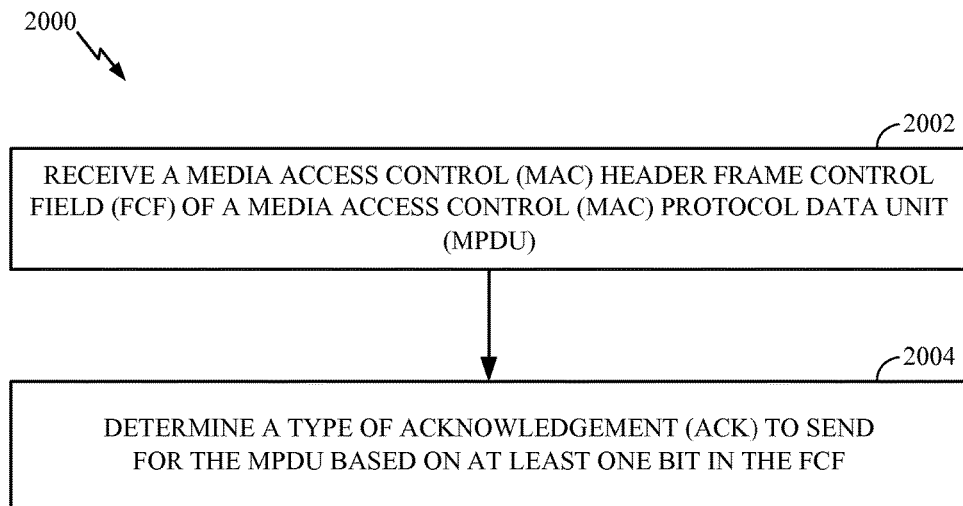 2000
2002
RECEIVE A MEDIA ACCESS CONTROL (MAC) HEADER FRAME CONTROL
FIELD (FCF) OF A MEDIA ACCESS CONTROL (MAC) PROTOCOL DATA UNIT
(MPDU)
2004
DETERMINE A TYPE OF ACKNOWLEDGEMENT (ACK) TO SEND
FOR THE MPDU BASED ON AT LEAST ONE BIT IN THE FCF